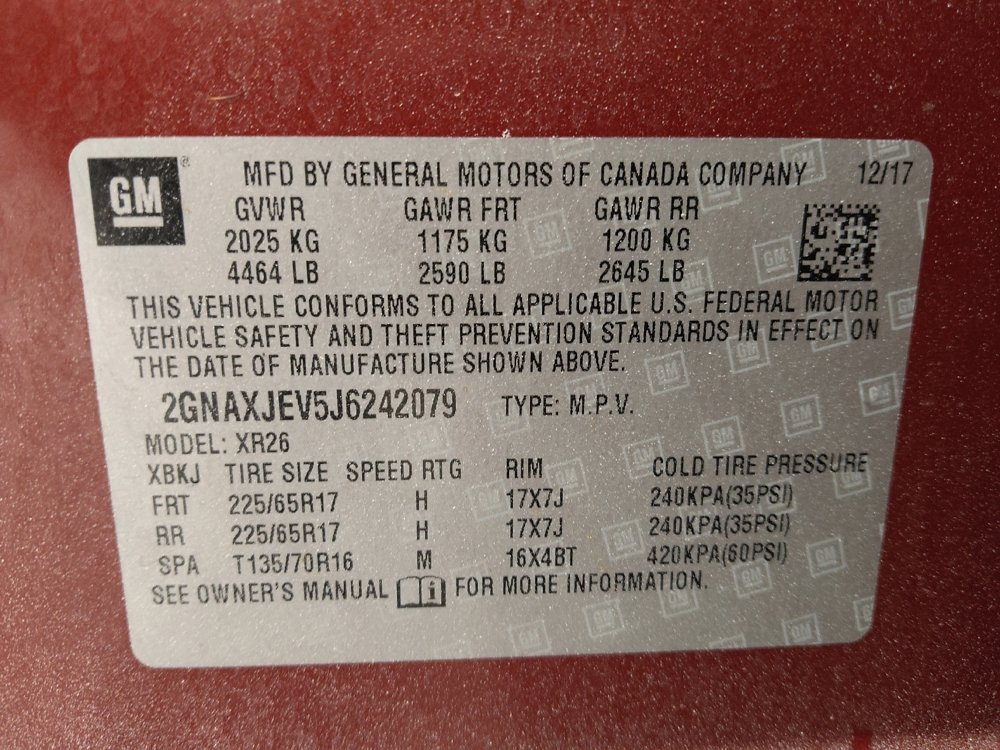 GM® MFD BY GENERAL MOTORS OF CANADA COMPANY 12/17
GVWR GAWR FRT GAWR RR
2025 KG 1175 KG 1200 KG
4464 LB 2590 LB 2645 LB
THIS VEHICLE CONFORMS TO ALL APPLICABLE U.S. FEDERAL MOTOR
VEHICLE SAFETY AND THEFT PREVENTION STANDARDS IN EFFECT ON
THE DATE OF MANUFACTURE SHOWN ABOVE.
2GNAXJEV5J6242079 TYPE: M.P.V.
MODEL: XR26
XBKJ TIRE SIZE SPEED RTG RIM COLD TIRE PRESSURE
FRT 225/65R17 H 17X7J 240KPA(35PSI)
RR 225/65R17 H 17X7J 240KPA(35PSI)
SPA T135/70R16 M 16X4BT 420KPA(60PSI)
SEE OWNER'S MANUAL i FOR MORE INFORMATION.